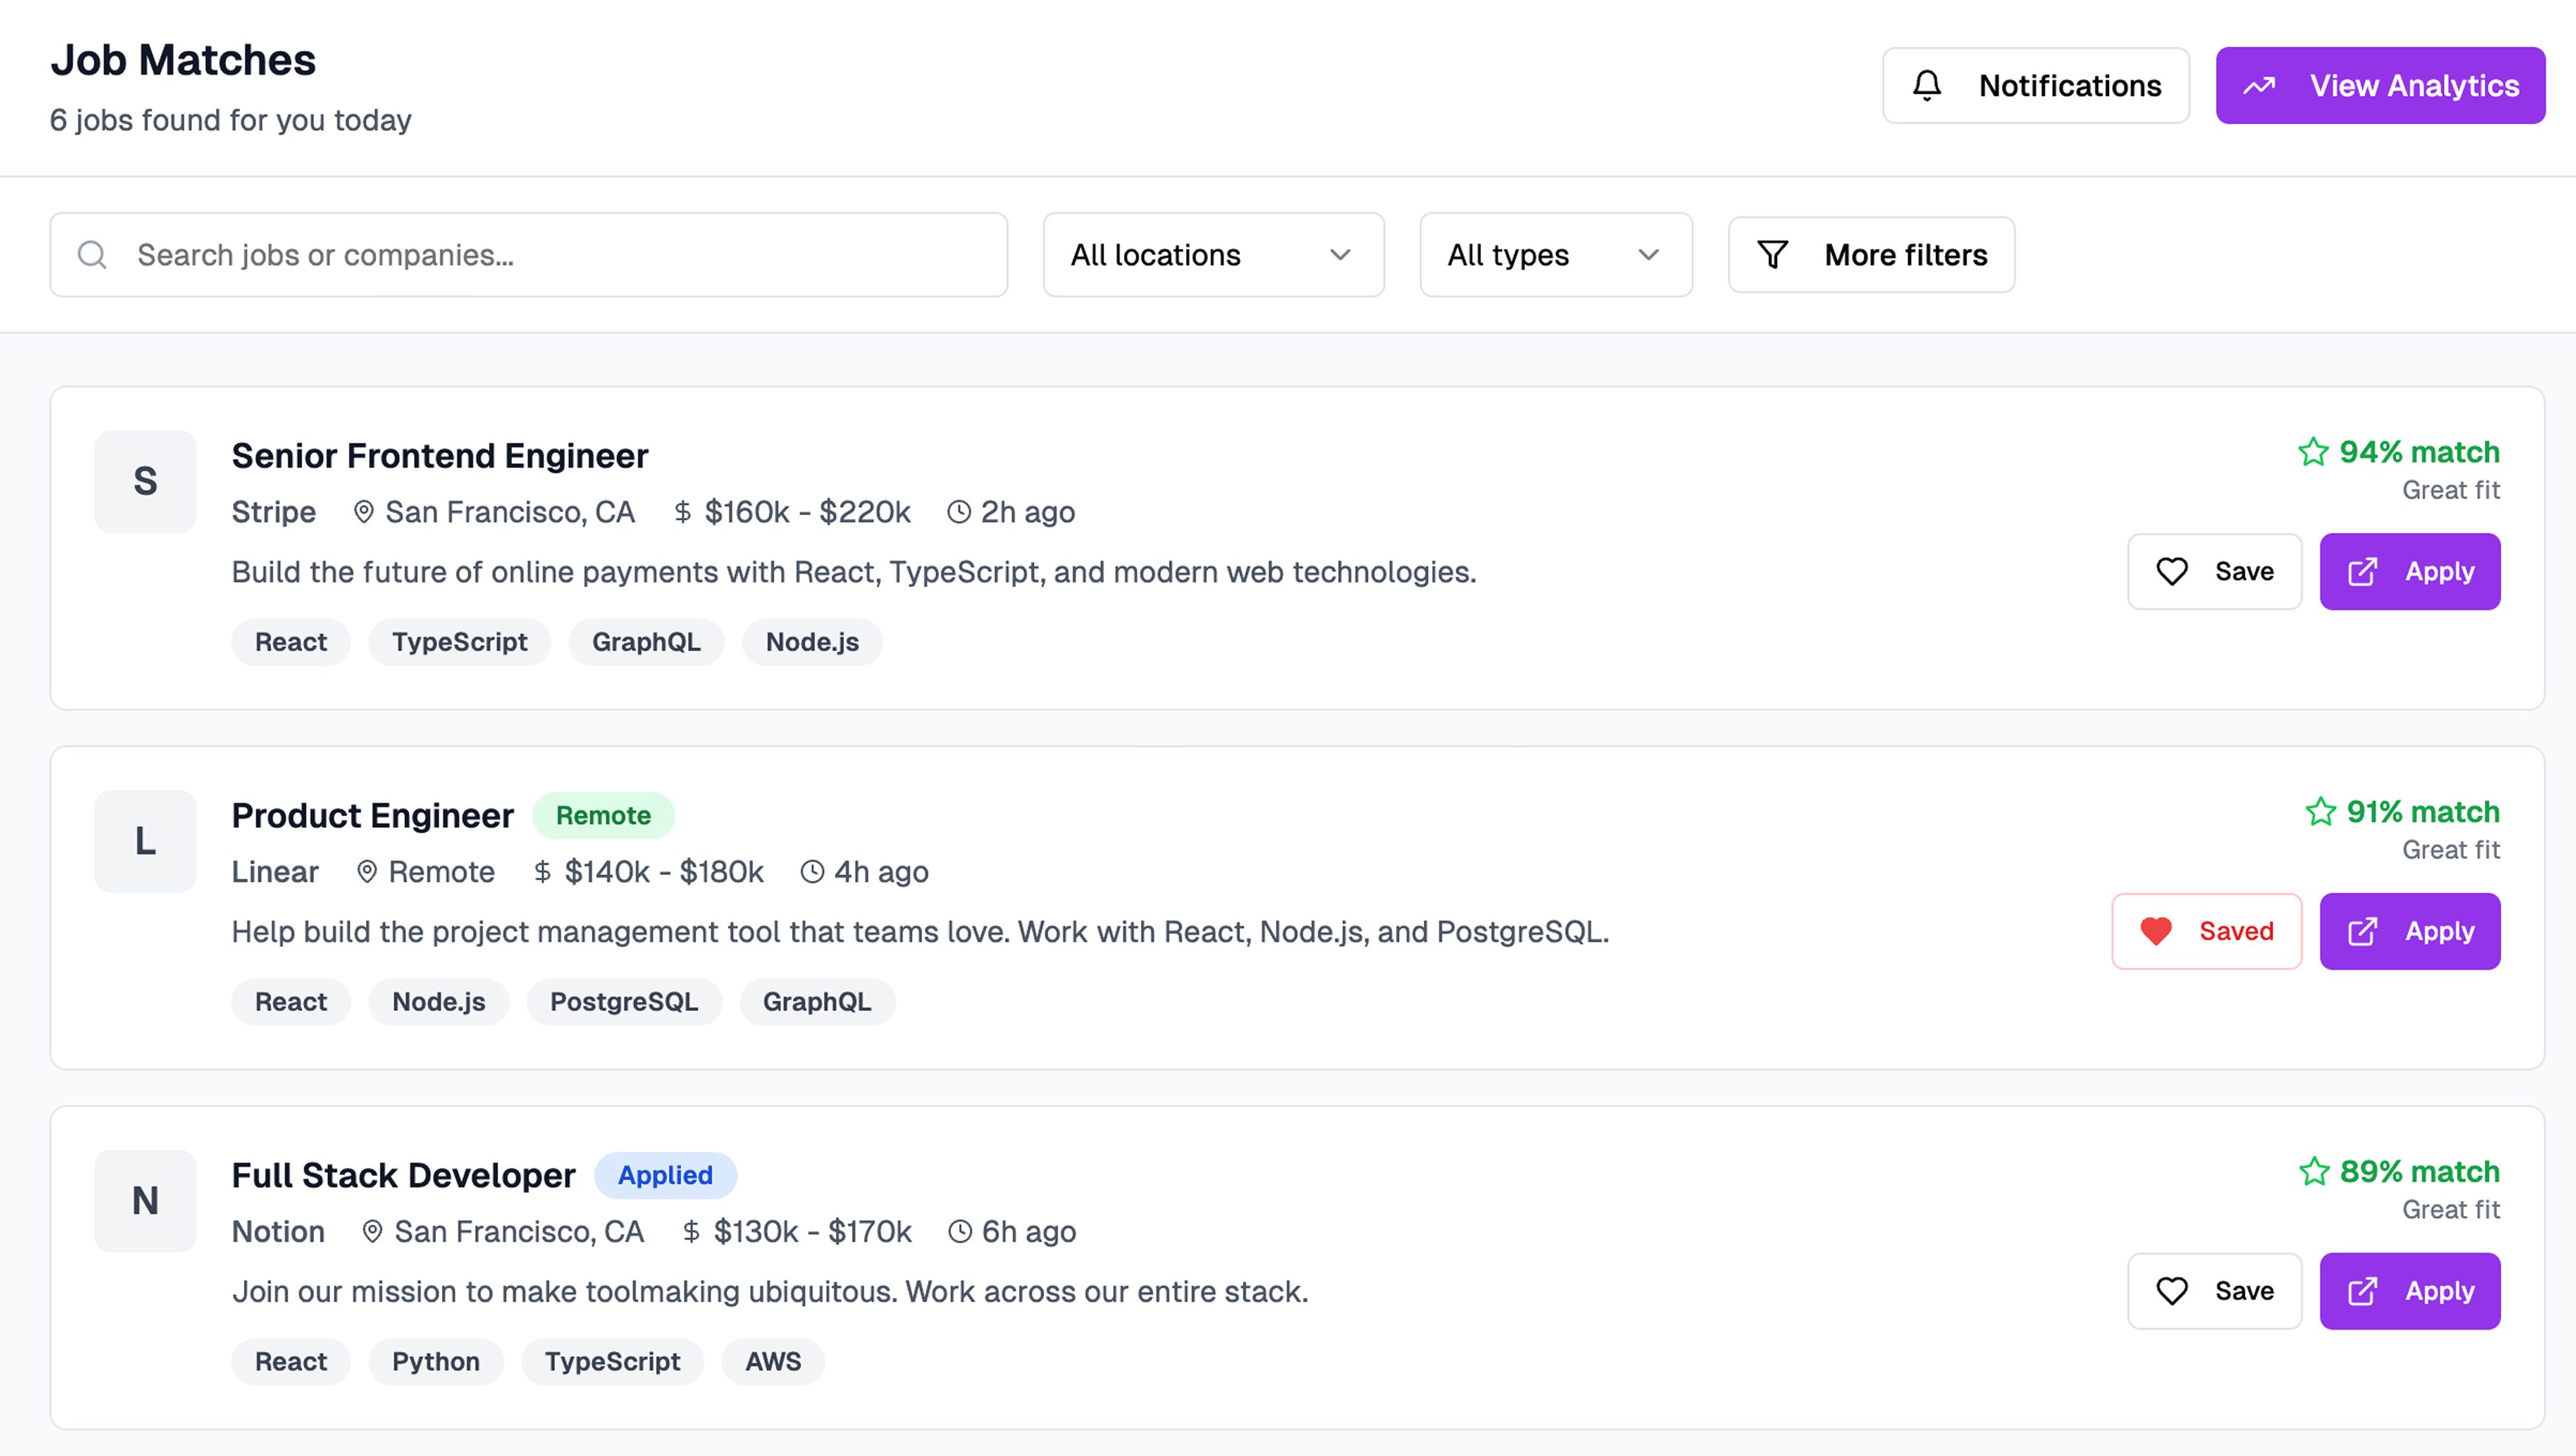 Job Matches
6 jobs found for you today
Notifications
View Analytics
Search jobs or companies...
All locations
All types
More filters
S
Senior Frontend Engineer
Stripe San Francisco, CA $ $160k - $220k 2h ago
Build the future of online payments with React, TypeScript, and modern web technologies.
React TypeScript GraphQL Node.js
94% match
Great fit
Save Apply
L
Product Engineer Remote
Linear Remote $ $140k - $180k 4h ago
Help build the project management tool that teams love. Work with React, Node.js, and PostgreSQL.
React Node.js PostgreSQL GraphQL
91% match
Great fit
Saved Apply
N
Full Stack Developer Applied
Notion San Francisco, CA $ $130k - $170k 6h ago
Join our mission to make toolmaking ubiquitous. Work across our entire stack.
React Python TypeScript AWS
89% match
Great fit
Save Apply